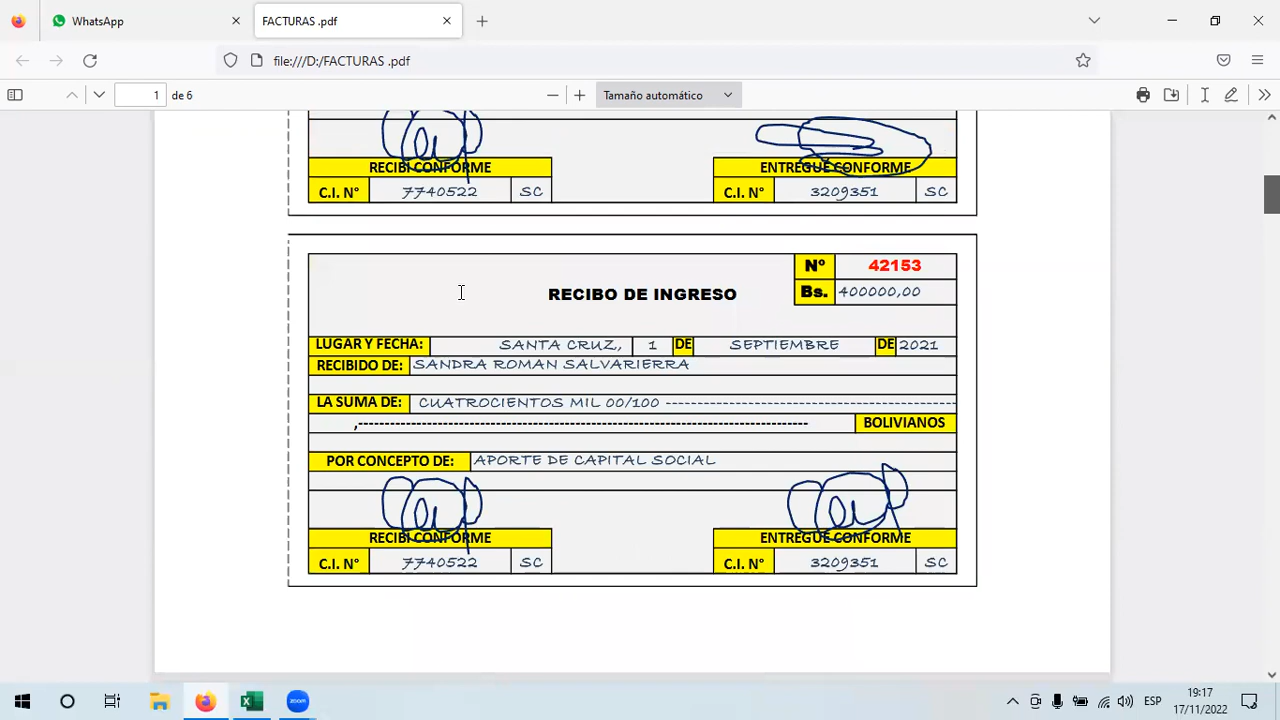 WhatsApp
FACTURAS .pdf
file:///D:/FACTURAS .pdf
1 de 6
Tamaño automático
RECIBI CONFORME ENTREGUE CONFORME
C.I. N° 7740522 SC C.I. N° 3209351 SC
Nº 42153
RECIBO DE INGRESO
Bs. 400000,00
LUGAR Y FECHA: SANTA CRUZ, 1 DE SEPTIEMBRE DE 2021
RECIBIDO DE: SANDRA ROMAN SALVARIERRA
LA SUMA DE: CUATROCIENTOS MIL 00/100 --------------------------------------------
,------------------------------------------------------------------------------------- BOLIVIANOS
POR CONCEPTO DE: APORTE DE CAPITAL SOCIAL
RECIBI CONFORME ENTREGUE CONFORME
C.I. N° 7740522 SC C.I. N° 3209351 SC
zoom
ESP
19:17
17/11/2022